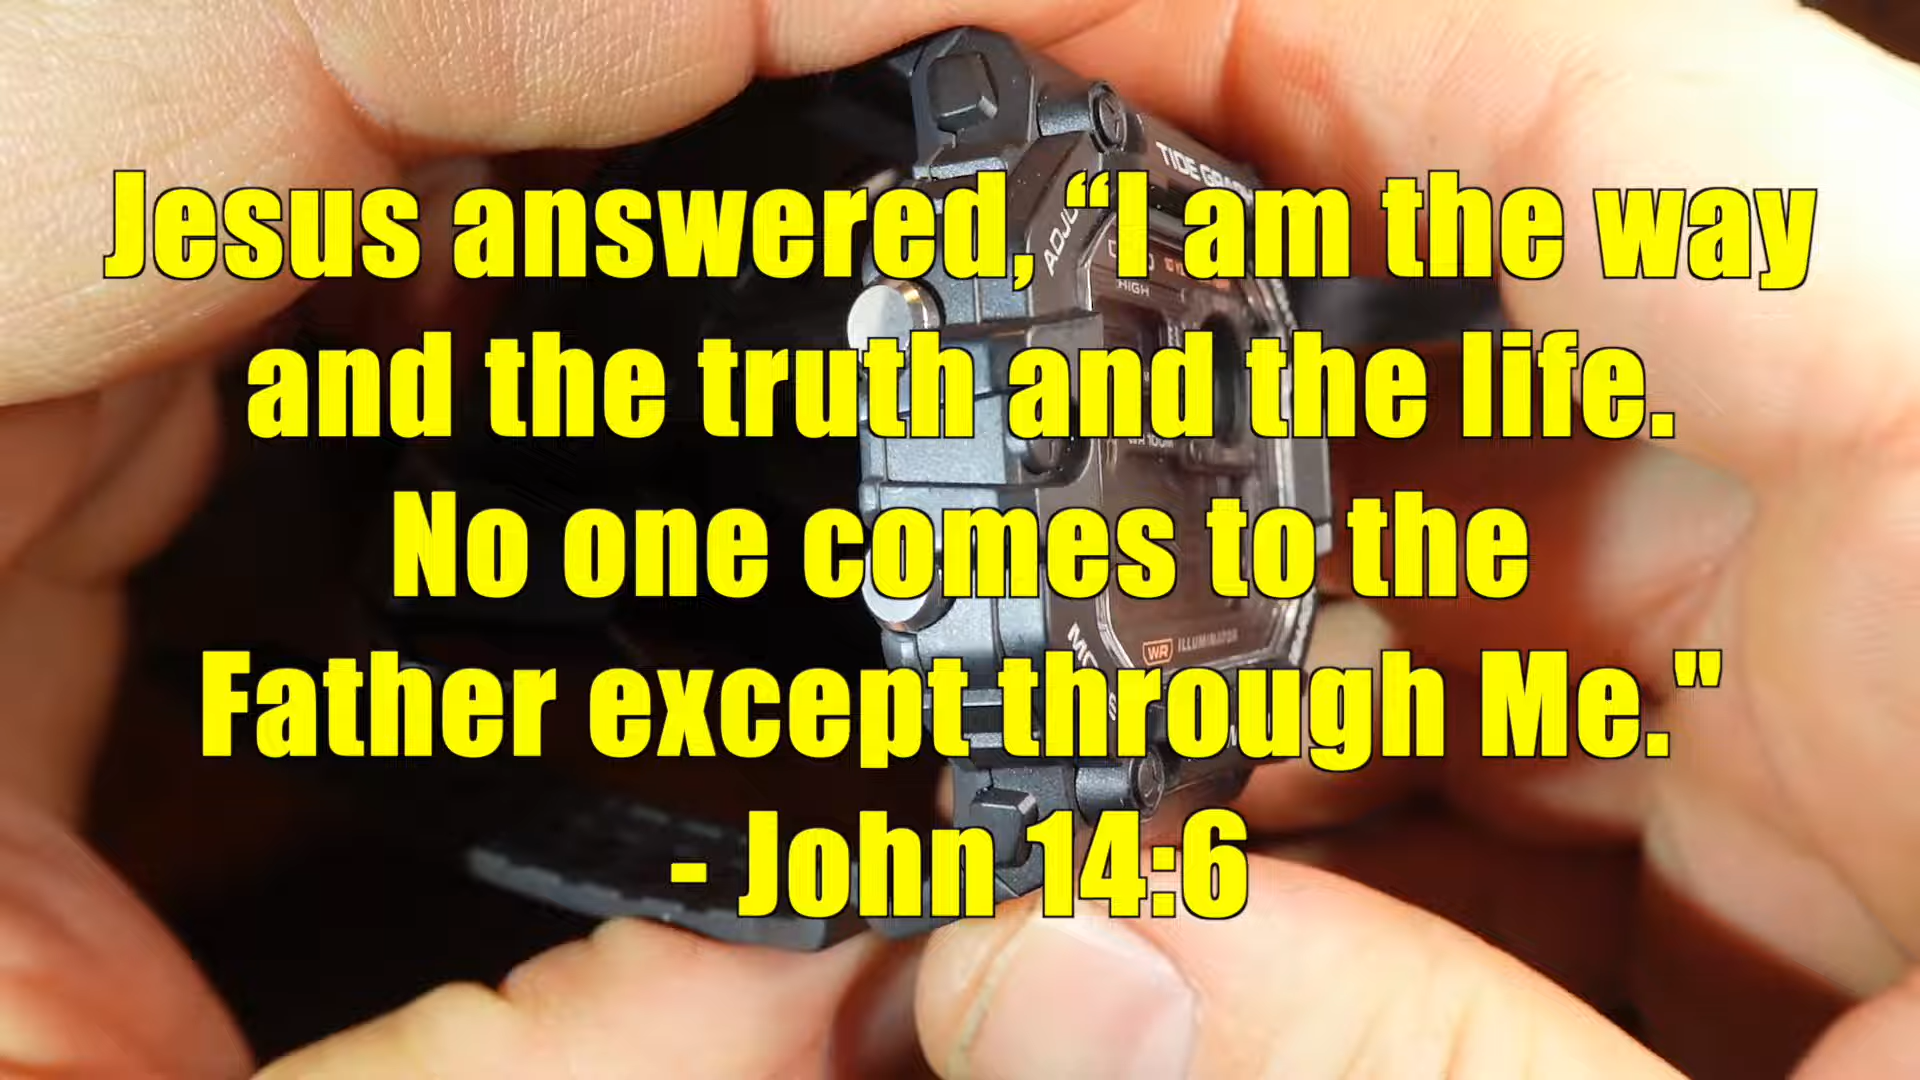 Jesus answered, “I am the way
and the truth and the life.
No one comes to the
Father except through Me."
- John 14:6
TIDE
HIGH
WR ILLUMINATOR